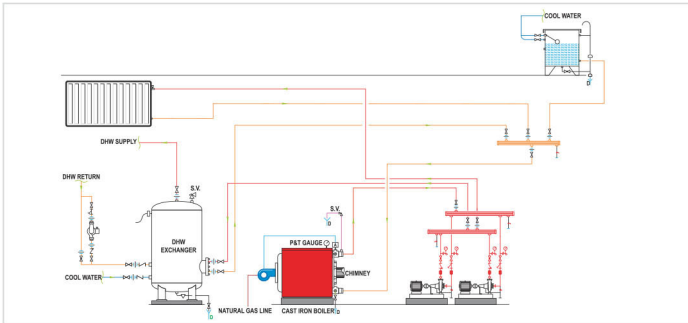 COOL WATER
D
DHW SUPPLY
DHW RETURN
S.V.
S.V.
D
P&T GAUGE
DHW
EXCHANGER
CHIMNEY
COOL WATER
NATURAL GAS LINE
CAST IRON BOILER
D
D